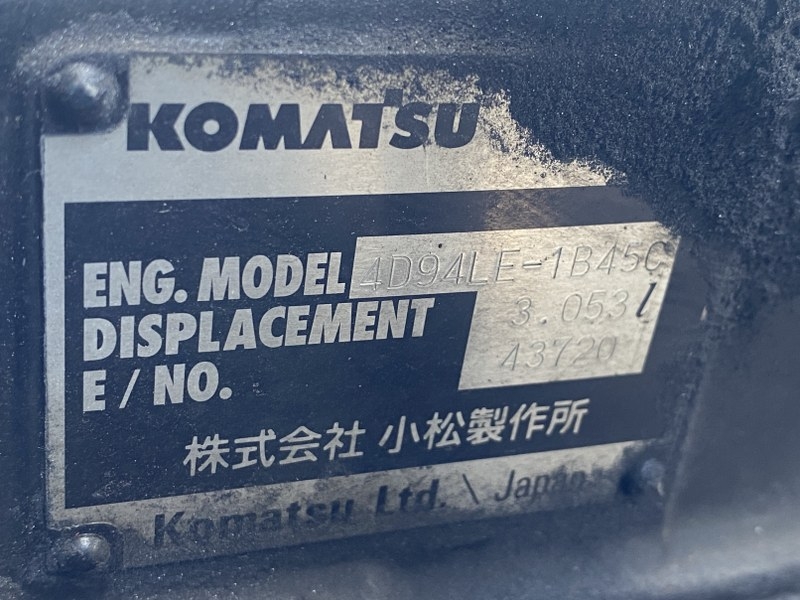 KOMATSU
ENG. MODEL 4D94LE-1B45C
DISPLACEMENT 3.053 l
E / NO. 43720
株式会社 小松製作所
Komatsu Ltd. \ Japan